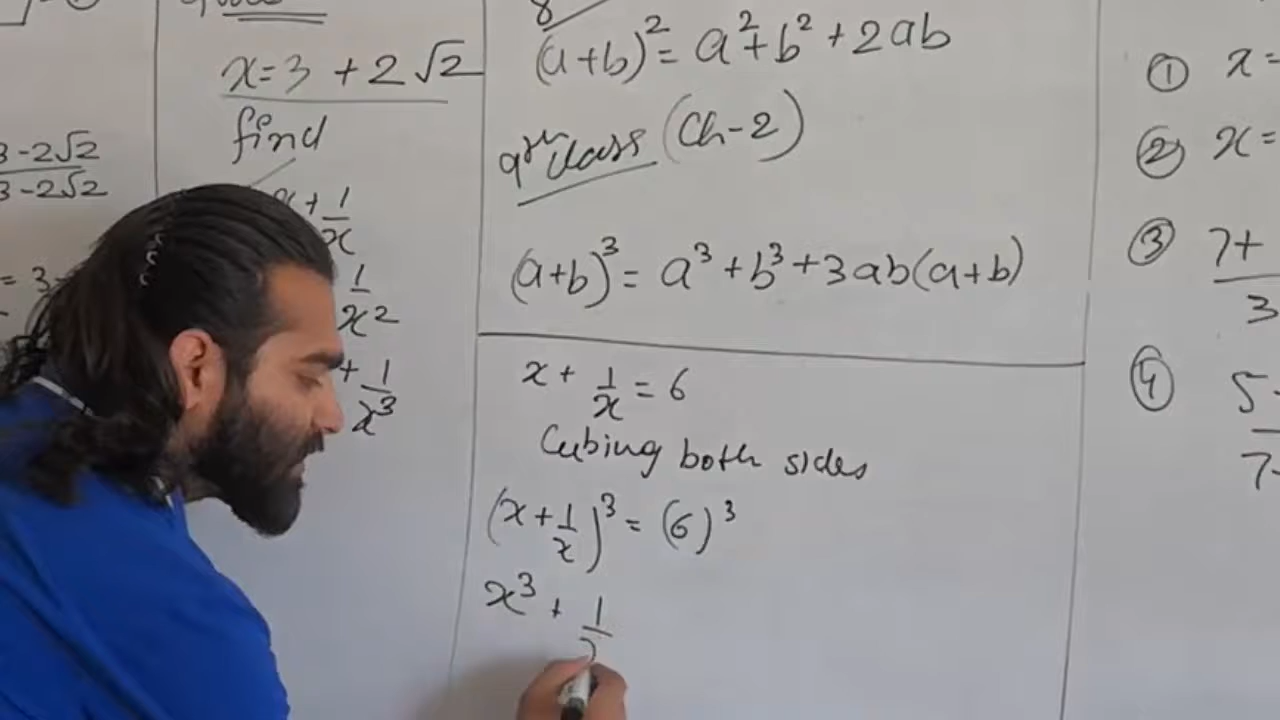 3-2√2
3-2√2
= 3
x=3 +2√2
find
x+1/x
1/x2
+1/x³
(a+b)²= a²+b²+2ab
9th class (Ch-2)
(a+b)³= a³+b³+3ab(a+b)
x+ 1/x = 6
Cubing both sides
(x+1/x)³= (6)³
x³ + 1/
① x=
② x=
③ 7+
3
④ 5-
7-